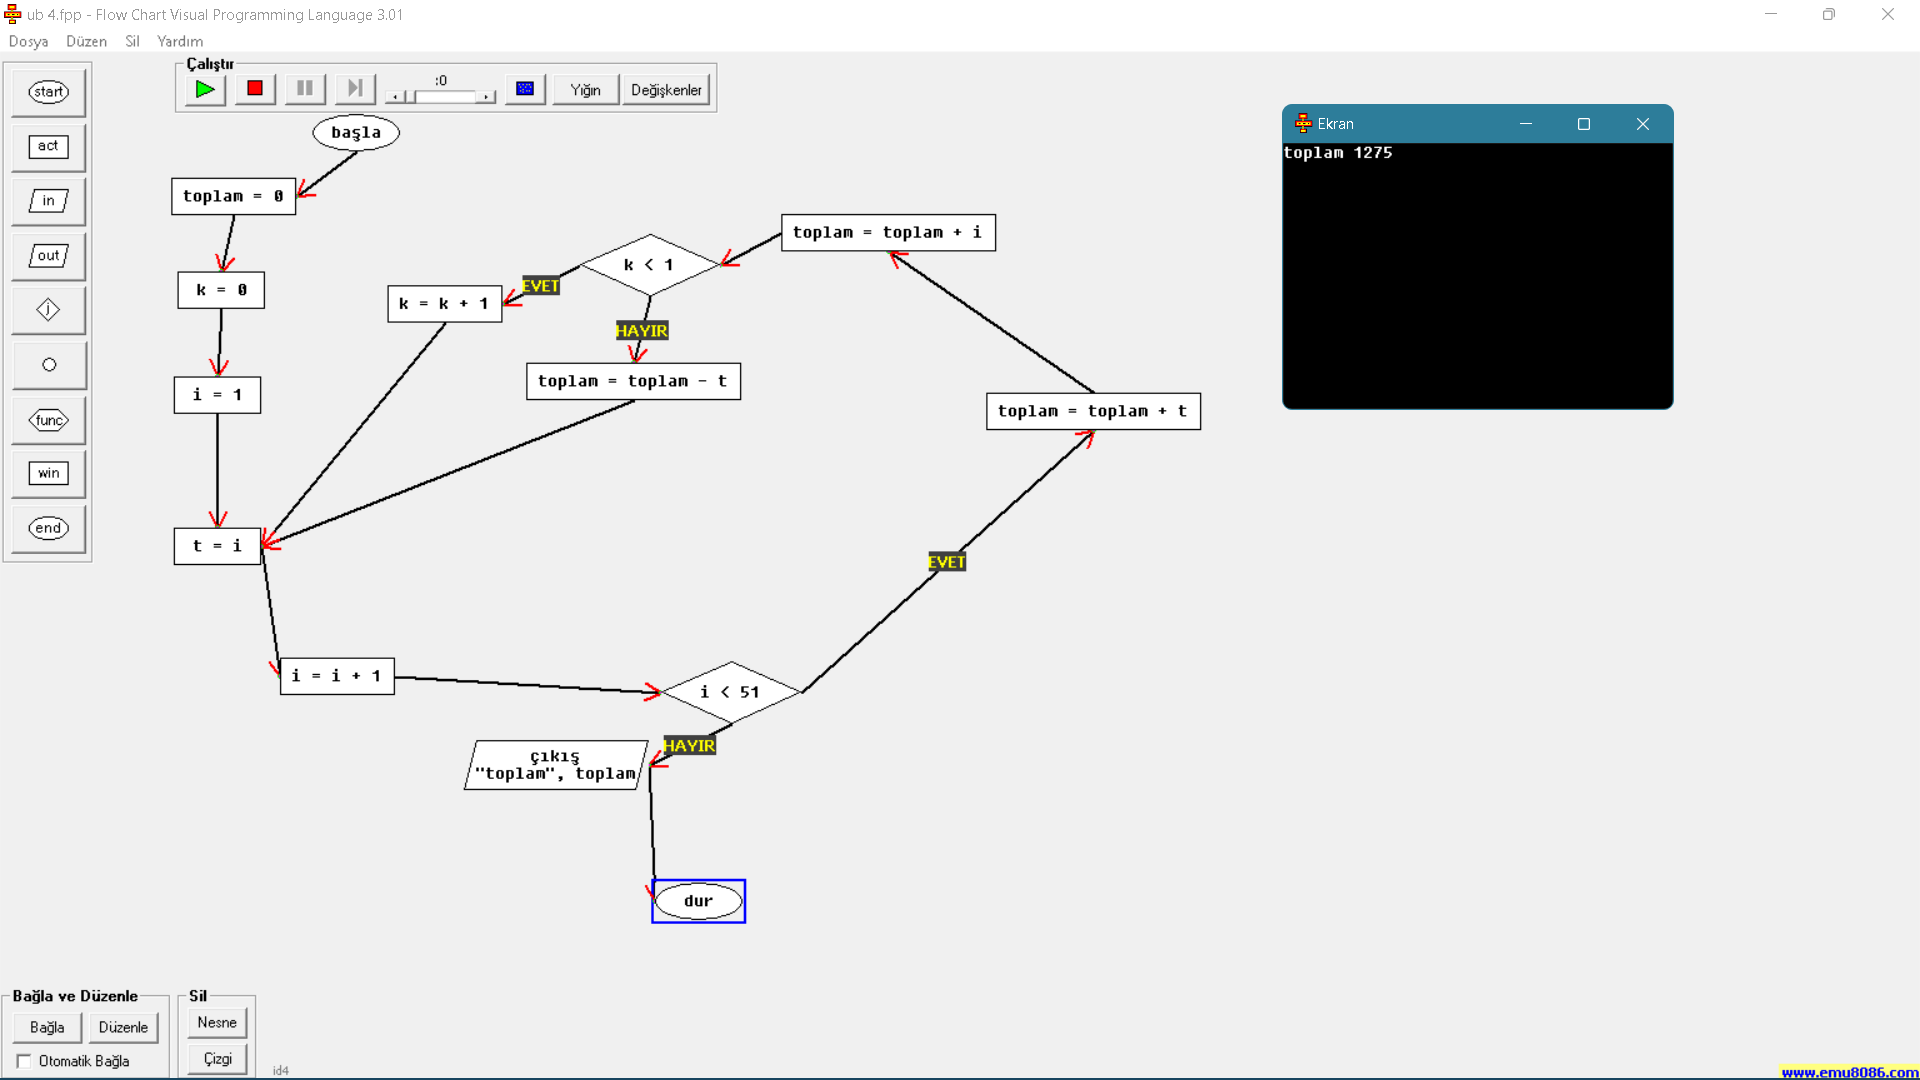 ub 4.fpp - Flow Chart Visual Programming Language 3.01
Dosya Düzen Sil Yardım
Çalıştır
:0
Yığın
Değişkenler
start
act
in
out
j
func
win
end
başla
toplam = 0
k = 0
i = 1
t = i
i = i + 1
k = k + 1
EVET
k < 1
HAYIR
toplam = toplam - t
toplam = toplam + i
toplam = toplam + t
EVET
i < 51
HAYIR
çıkış
"toplam", toplam
dur
Ekran
toplam 1275
Bağla ve Düzenle
Bağla
Düzenle
Otomatik Bağla
Sil
Nesne
Çizgi
id4
www.emu8086.com